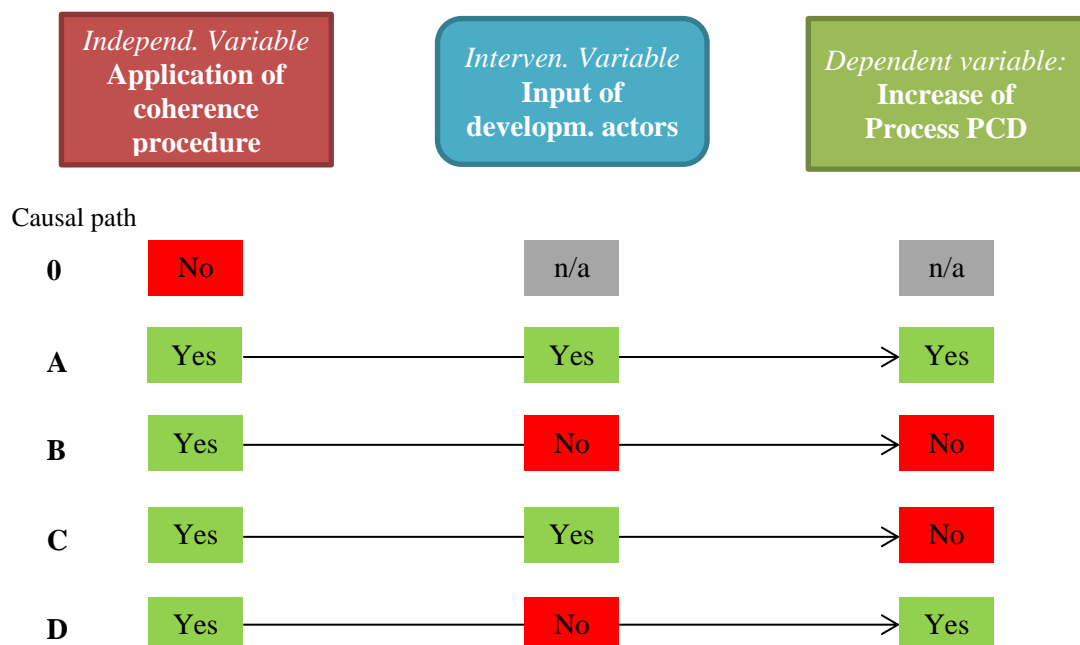 Independ. Variable
Application of
coherence
procedure
Interven. Variable
Input of
developm. actors
Dependent variable:
Increase of
Process PCD
Causal path
0 No n/a n/a
A Yes Yes Yes
B Yes No No
C Yes Yes No
D Yes No Yes